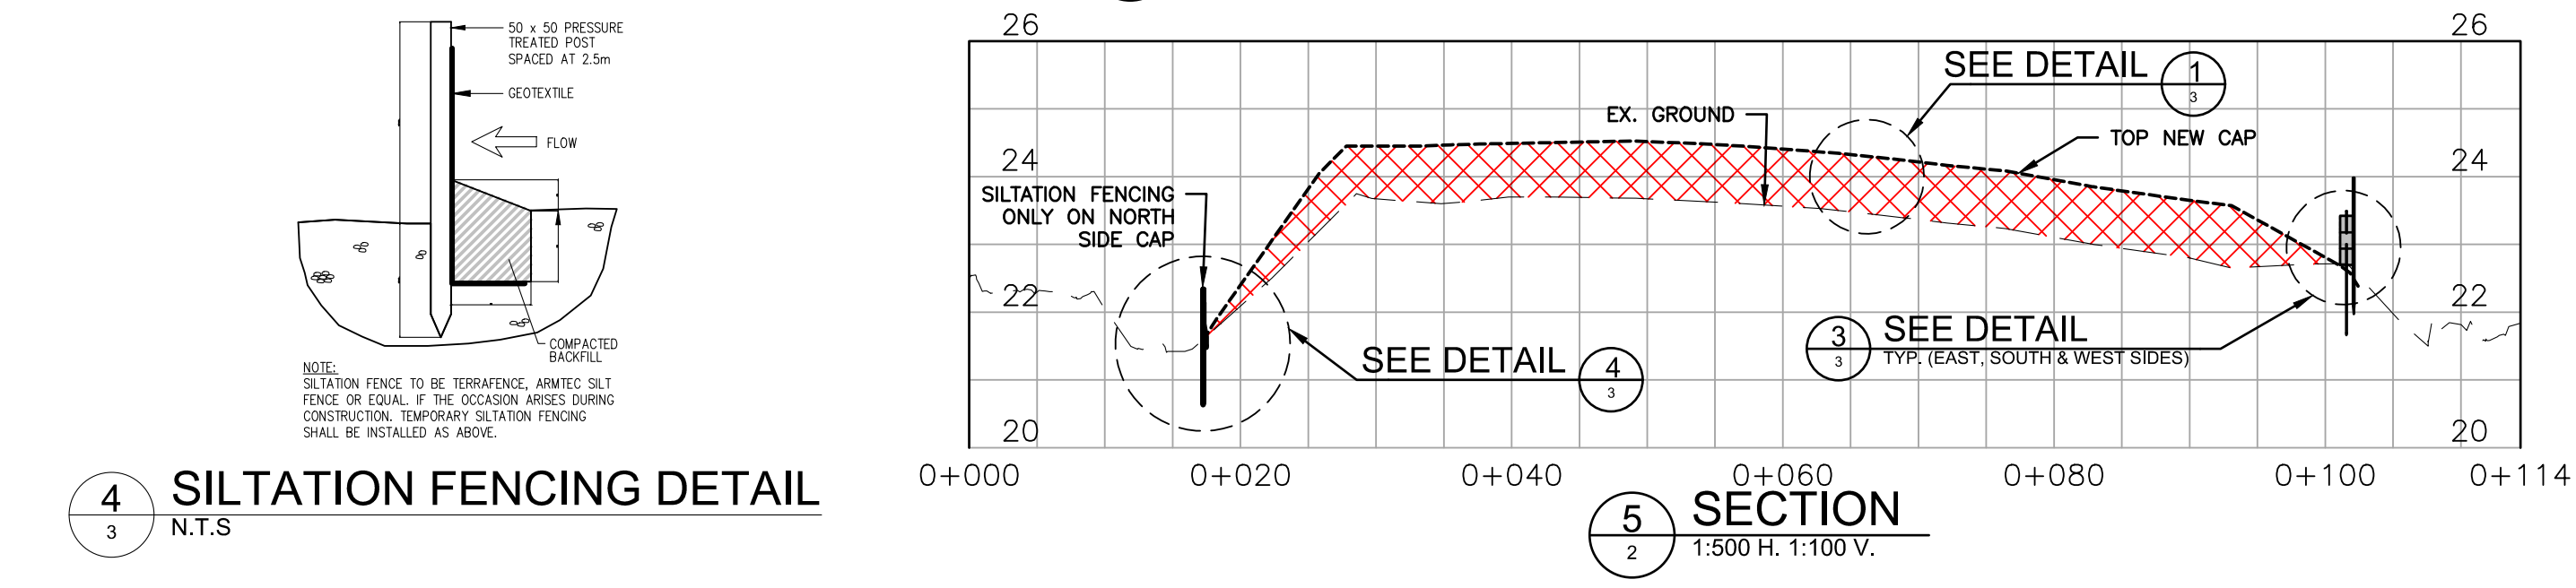 50 x 50 PRESSURE
TREATED POST
SPACED AT 2.5m
GEOTEXTILE
FLOW
COMPACTED
BACKFILL
NOTE:
SILTATION FENCE TO BE TERRAFENCE, ARMTEC SILT
FENCE OR EQUAL. IF THE OCCASION ARISES DURING
CONSTRUCTION. TEMPORARY SILTATION FENCING
SHALL BE INSTALLED AS ABOVE.
4
3
SILTATION FENCING DETAIL
N.T.S
26
26
SEE DETAIL
1
3
EX. GROUND
TOP NEW CAP
24
24
SILTATION FENCING
ONLY ON NORTH
SIDE CAP
22
22
SEE DETAIL
4
3
3
3
SEE DETAIL
TYP. (EAST, SOUTH & WEST SIDES)
20
20
0+000
0+020
0+040
0+060
0+080
0+100
0+114
5
2
SECTION
1:500 H. 1:100 V.